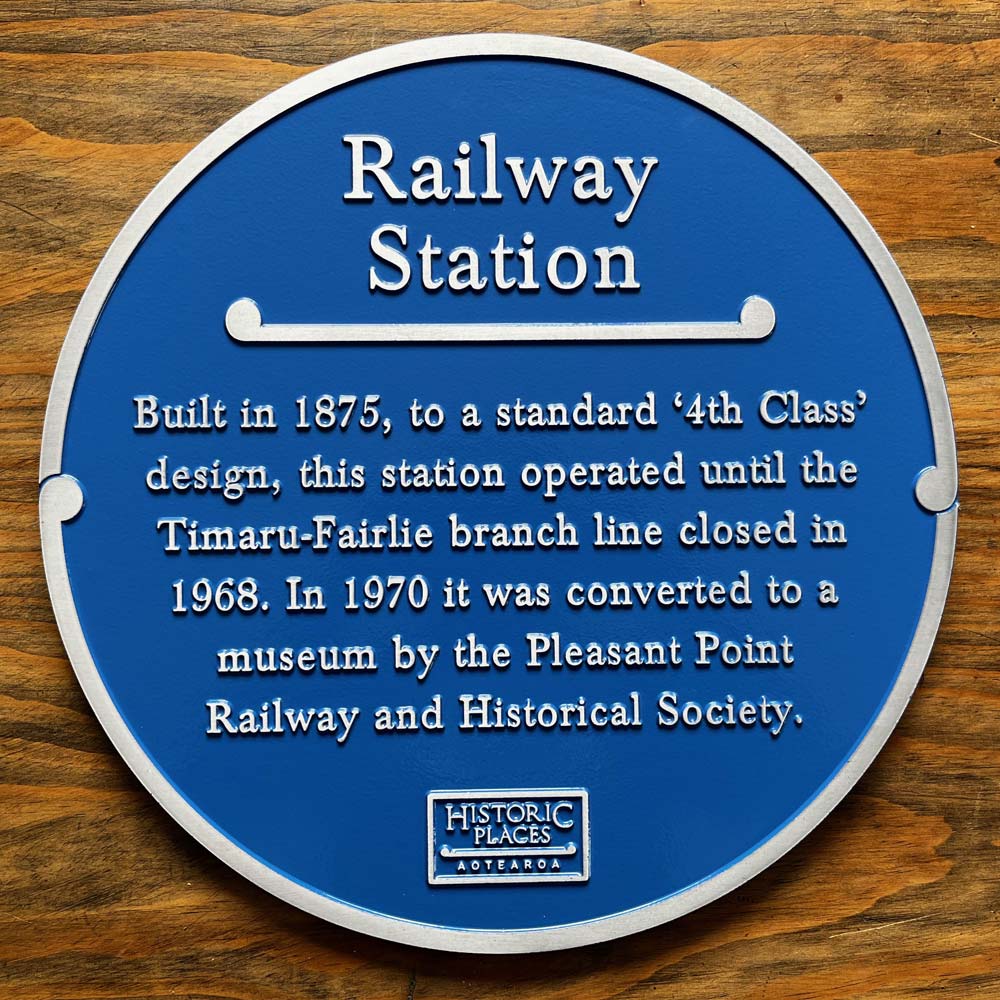 Railway
Station
Built in 1875, to a standard ‘4th Class’
design, this station operated until the
Timaru-Fairlie branch line closed in
1968. In 1970 it was converted to a
museum by the Pleasant Point
Railway and Historical Society.
HISTORIC
PLACES
AOTEAROA